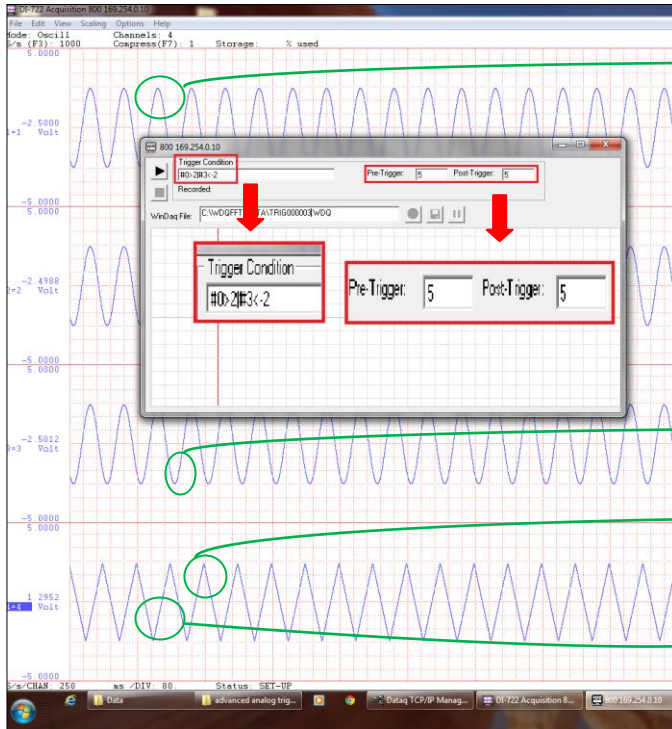 DI-722 Acquisition 800 169.254.0.10
File Edit View Scaling Options Help
Mode: Oscill Channels: 4
S/s (F3): 1000 Compress(F7): 1 Storage: % used
5.0000
-2.5000
1=1 Volt
-5.0000
5.0000
800 169.254.0.10
Trigger Condition
#0>2|#3<-2
Pre-Trigger: 5 Post-Trigger: 5
Recorded:
WinDaq File:
Trigger Condition
#0>2|#3<-2
Pre-Trigger: 5 Post-Trigger: 5
-2.4988
2=2 Volt
-5.0000
5.0000
-2.5012
3=3 Volt
-5.0000
5.0000
1.2952
4=4 Volt
-5.0000
S/s/CHAN: 250 ms /DIV: 80. Status: SET-UP
Data
advanced analog trig...
Dataq TCP/IP Manag...
DI-722 Acquisition 8...
800 169.254.0.10